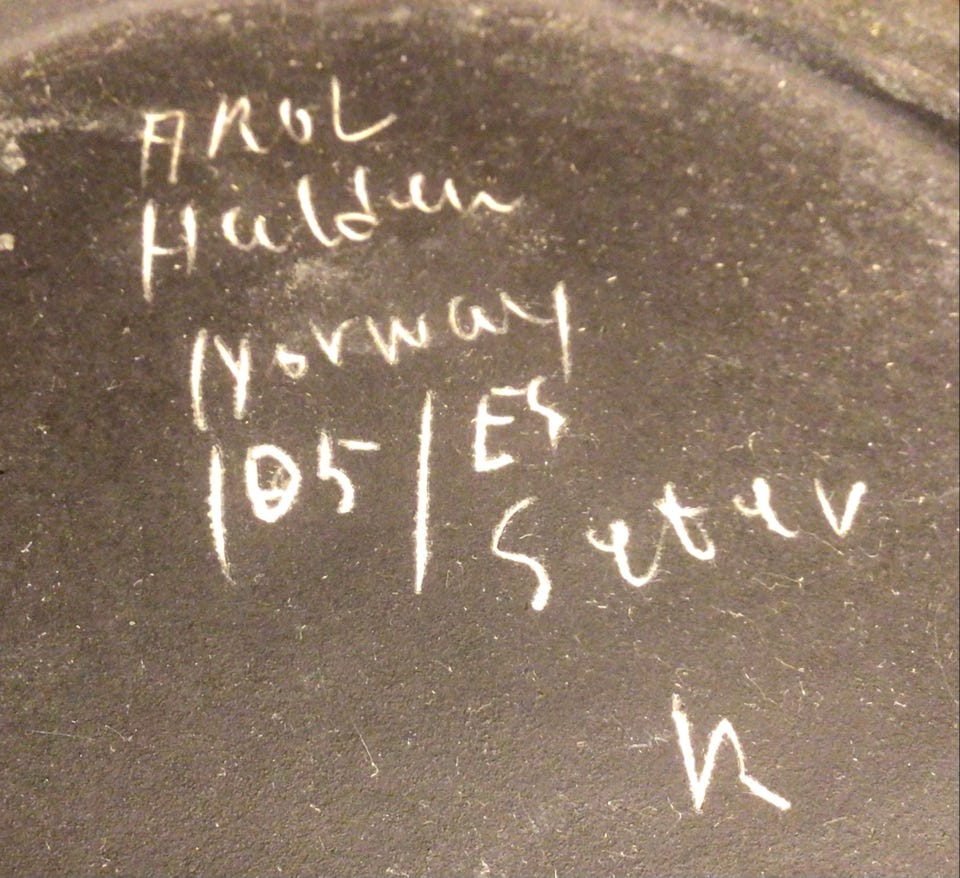 AROL
Halden
Norway
105/ES
Seter
n